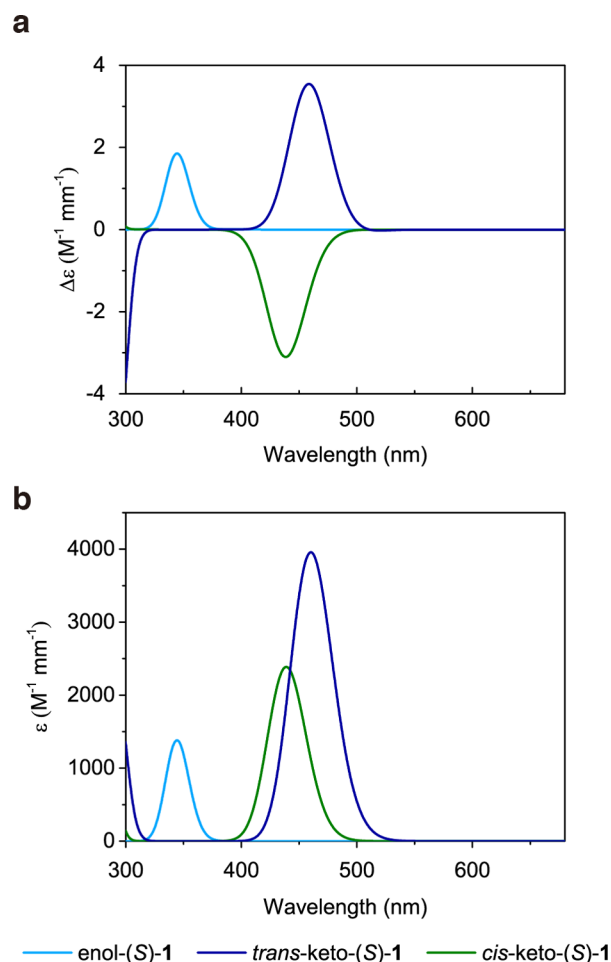 a
4
2
0
-2
-4
Δε (M⁻¹ mm⁻¹)
300 400 500 600
Wavelength (nm)
b
4000
3000
2000
1000
0
ε (M⁻¹ mm⁻¹)
300 400 500 600
Wavelength (nm)
enol-(S)-1 trans-keto-(S)-1 cis-keto-(S)-1